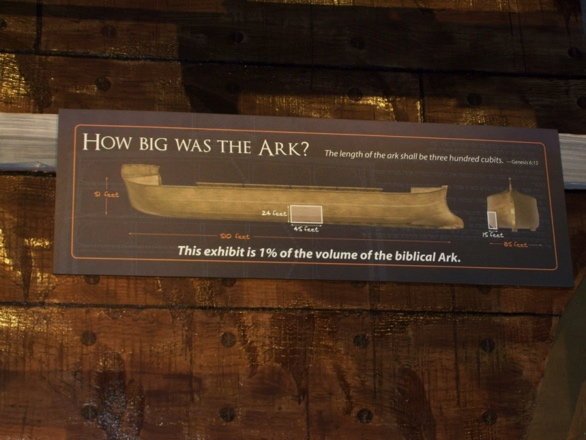 HOW BIG WAS THE ARK?
The length of the ark shall be three hundred cubits. —Genesis 6:15
51 feet
24 feet
45 feet
510 feet
15 feet
85 feet
This exhibit is 1% of the volume of the biblical Ark.